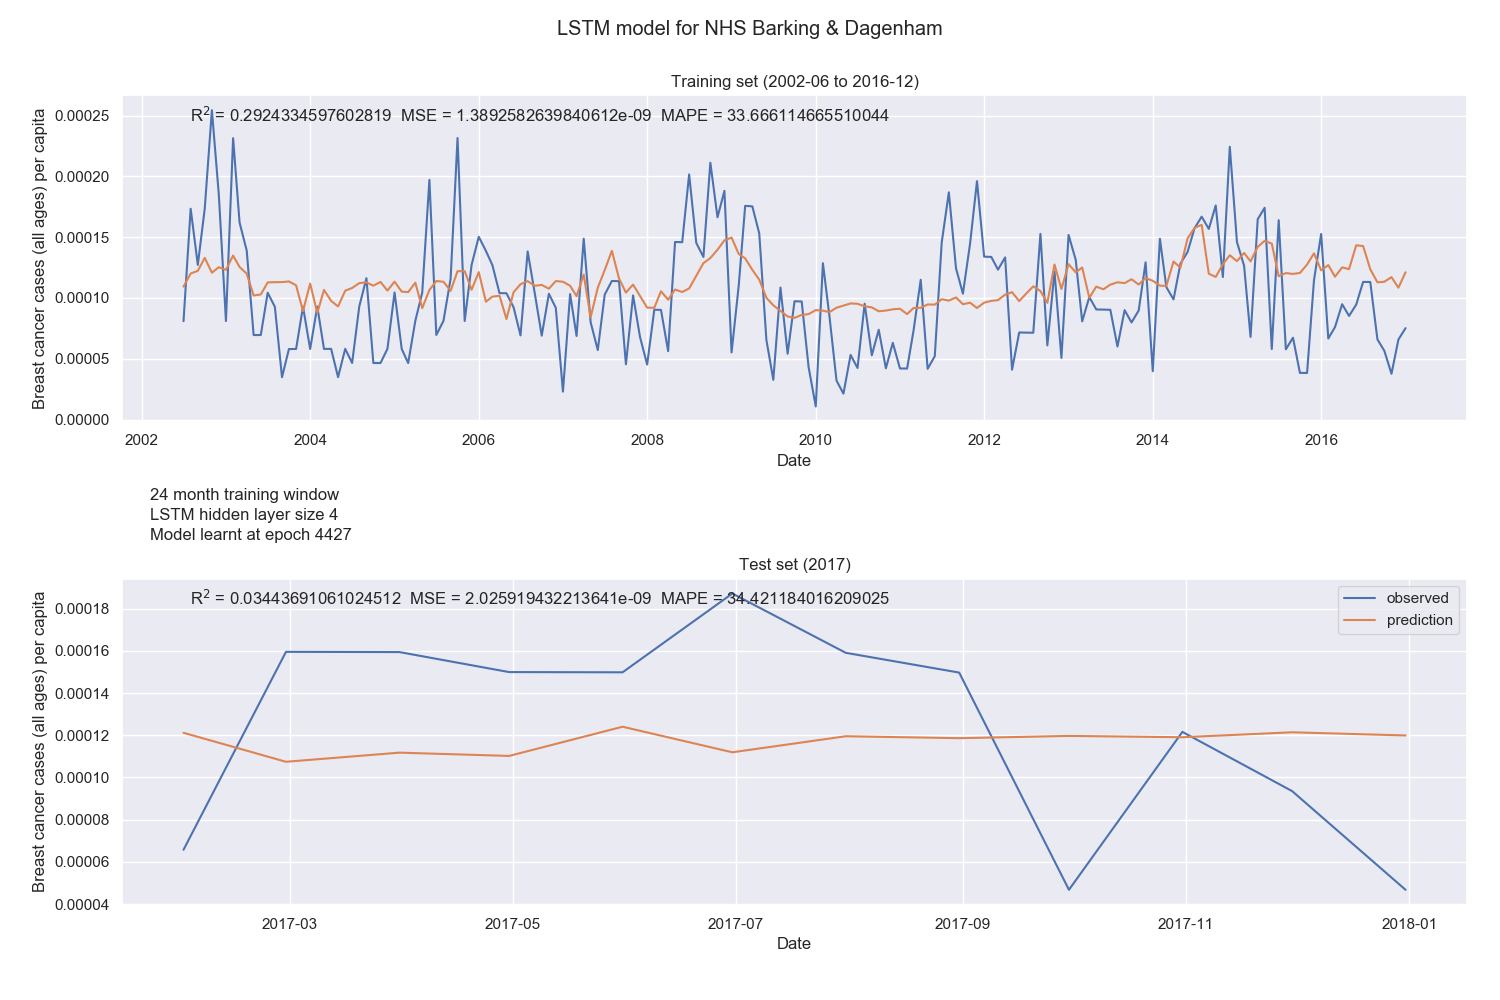 LSTM model for NHS Barking & Dagenham
Training set (2002-06 to 2016-12)
R² = 0.2924334597602819 MSE = 1.3892582639840612e-09 MAPE = 33.666114665510044
Breast cancer cases (all ages) per capita
0.00025
0.00020
0.00015
0.00010
0.00005
0.00000
2002 2004 2006 2008 2010 2012 2014 2016
Date
24 month training window
LSTM hidden layer size 4
Model learnt at epoch 4427
Test set (2017)
R² = 0.03443691061024512 MSE = 2.025919432213641e-09 MAPE = 34.421184016209025
observed
prediction
Breast cancer cases (all ages) per capita
0.00018
0.00016
0.00014
0.00012
0.00010
0.00008
0.00006
0.00004
2017-03 2017-05 2017-07 2017-09 2017-11 2018-01
Date